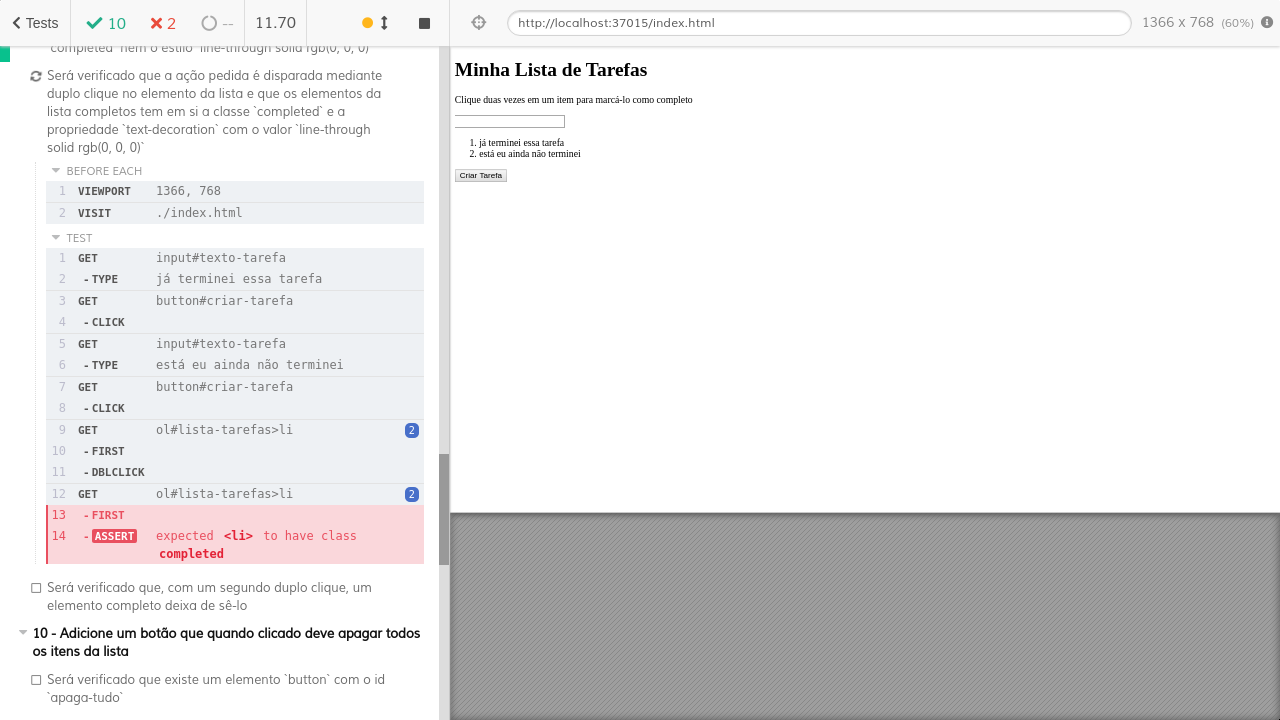 Tests
10
2
--
11.70
http://localhost:37015/index.html
1366 x 768 (60%)
`completed` nem o estilo `line-through solid rgb(0, 0, 0)`
Será verificado que a ação pedida é disparada mediante
duplo clique no elemento da lista e que os elementos da
lista completos tem em si a classe `completed` e a
propriedade `text-decoration` com o valor `line-through
solid rgb(0, 0, 0)`
BEFORE EACH
1 VIEWPORT 1366, 768
2 VISIT ./index.html
TEST
1 GET input#texto-tarefa
2 -TYPE já terminei essa tarefa
3 GET button#criar-tarefa
4 -CLICK
5 GET input#texto-tarefa
6 -TYPE está eu ainda não terminei
7 GET button#criar-tarefa
8 -CLICK
9 GET ol#lista-tarefas>li 2
10 -FIRST
11 -DBLCLICK
12 GET ol#lista-tarefas>li 2
13 -FIRST
14 -ASSERT expected <li> to have class
completed
Será verificado que, com um segundo duplo clique, um
elemento completo deixa de sê-lo
10 - Adicione um botão que quando clicado deve apagar todos
os itens da lista
Será verificado que existe um elemento `button` com o id
`apaga-tudo`
Minha Lista de Tarefas
Clique duas vezes em um item para marcá-lo como completo
1. já terminei essa tarefa
2. está eu ainda não terminei
Criar Tarefa